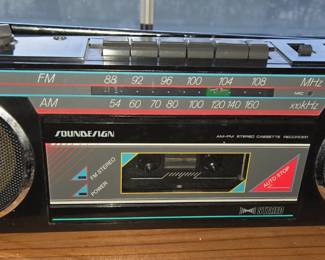 FM 88 92 96 100 104 108 MHz
MIC
AM 54 60 70 80 100 120 140 160 x10kHz
SOUNDESIGN
AM-FM STEREO CASSETTE RECORDER
FM STEREO
POWER
AUTO STOP
STEREO